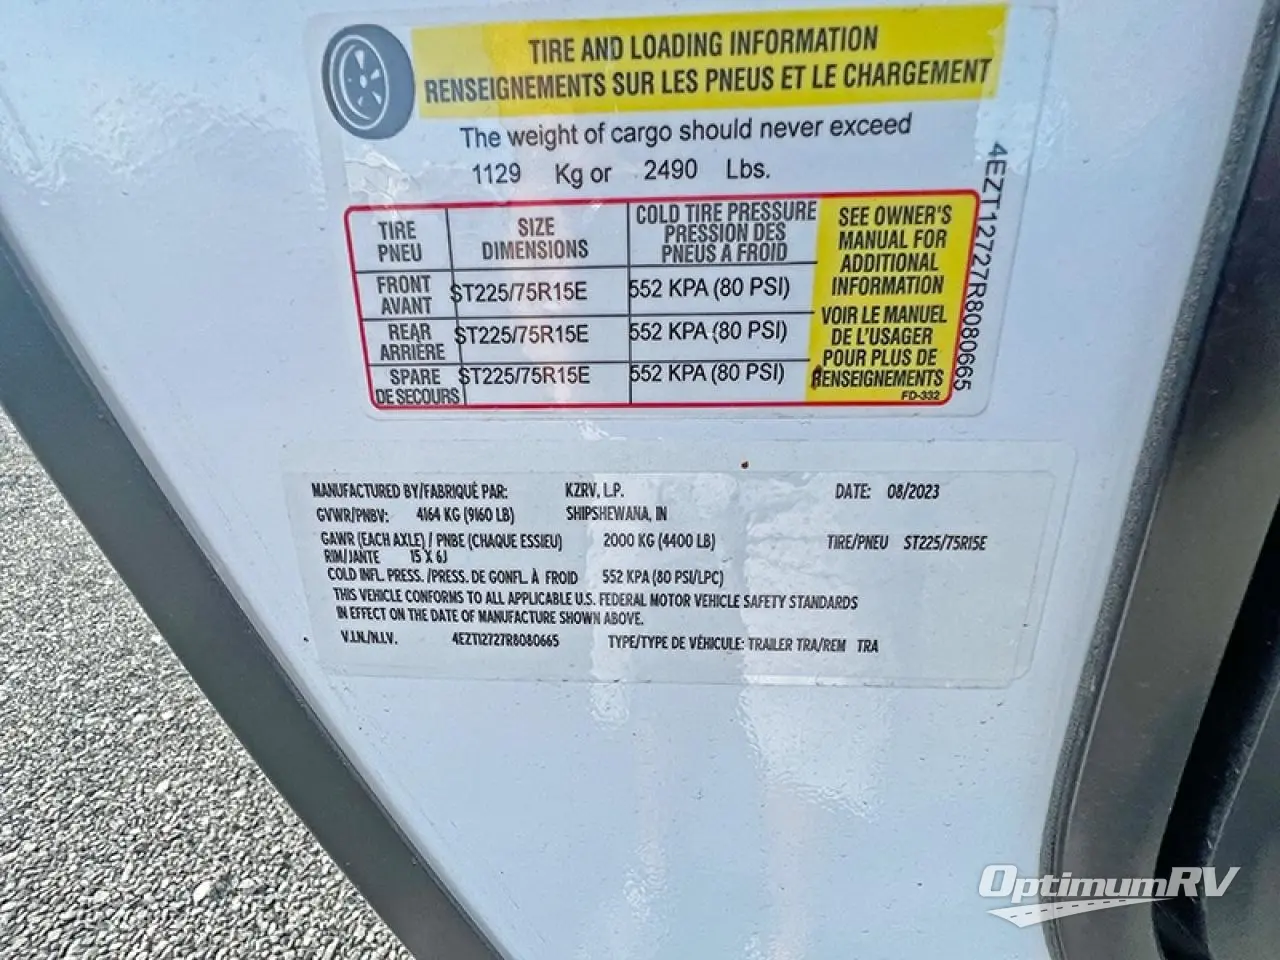 TIRE AND LOADING INFORMATION
RENSEIGNEMENTS SUR LES PNEUS ET LE CHARGEMENT
The weight of cargo should never exceed
1129 Kg or 2490 Lbs.
TIRE
PNEU
SIZE
DIMENSIONS
COLD TIRE PRESSURE
PRESSION DES
PNEUS A FROID
FRONT
AVANT
ST225/75R15E
552 KPA (80 PSI)
REAR
ARRIÈRE
ST225/75R15E
552 KPA (80 PSI)
SPARE
DE SECOURS
ST225/75R15E
552 KPA (80 PSI)
SEE OWNER'S
MANUAL FOR
ADDITIONAL
INFORMATION
VOIR LE MANUEL
DE L'USAGER
POUR PLUS DE
RENSEIGNEMENTS
FD-332
4EZT12727R8080665
MANUFACTURED BY/FABRIQUÉ PAR: KZRV, L.P. DATE: 08/2023
GVWR/PNBV: 4164 KG (9160 LB) SHIPSHEWANA, IN
GAWR (EACH AXLE) / PNBE (CHAQUE ESSIEU) 2000 KG (4400 LB) TIRE/PNEU ST225/75R15E
RIM/JANTE 15 X 6J
COLD INFL. PRESS. /PRESS. DE GONFL. À FROID 552 KPA (80 PSI/LPC)
THIS VEHICLE CONFORMS TO ALL APPLICABLE U.S. FEDERAL MOTOR VEHICLE SAFETY STANDARDS
IN EFFECT ON THE DATE OF MANUFACTURE SHOWN ABOVE.
V.I.N./N.I.V. 4EZT12727R8080665 TYPE/TYPE DE VÉHICULE: TRAILER TRA/REM TRA
OptimumRV